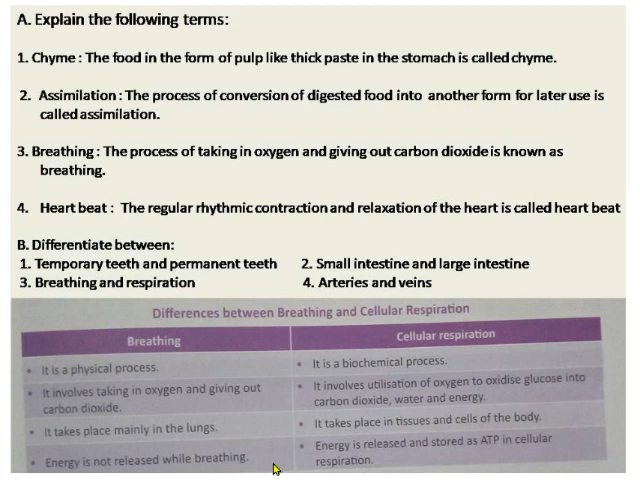 A. Explain the following terms:
1. Chyme : The food in the form of pulp like thick paste in the stomach is called chyme.
2. Assimilation : The process of conversion of digested food into another form for later use is
called assimilation.
3. Breathing : The process of taking in oxygen and giving out carbon dioxide is known as
breathing.
4. Heart beat : The regular rhythmic contraction and relaxation of the heart is called heart beat
B. Differentiate between:
1. Temporary teeth and permanent teeth 2. Small intestine and large intestine
3. Breathing and respiration 4. Arteries and veins
Differences between Breathing and Cellular Respiration
Breathing
Cellular respiration
• It is a physical process.
• It is a biochemical process.
• It involves taking in oxygen and giving out
carbon dioxide.
• It involves utilisation of oxygen to oxidise glucose into
carbon dioxide, water and energy.
• It takes place mainly in the lungs.
• It takes place in tissues and cells of the body.
• Energy is not released while breathing.
• Energy is released and stored as ATP in cellular
respiration.